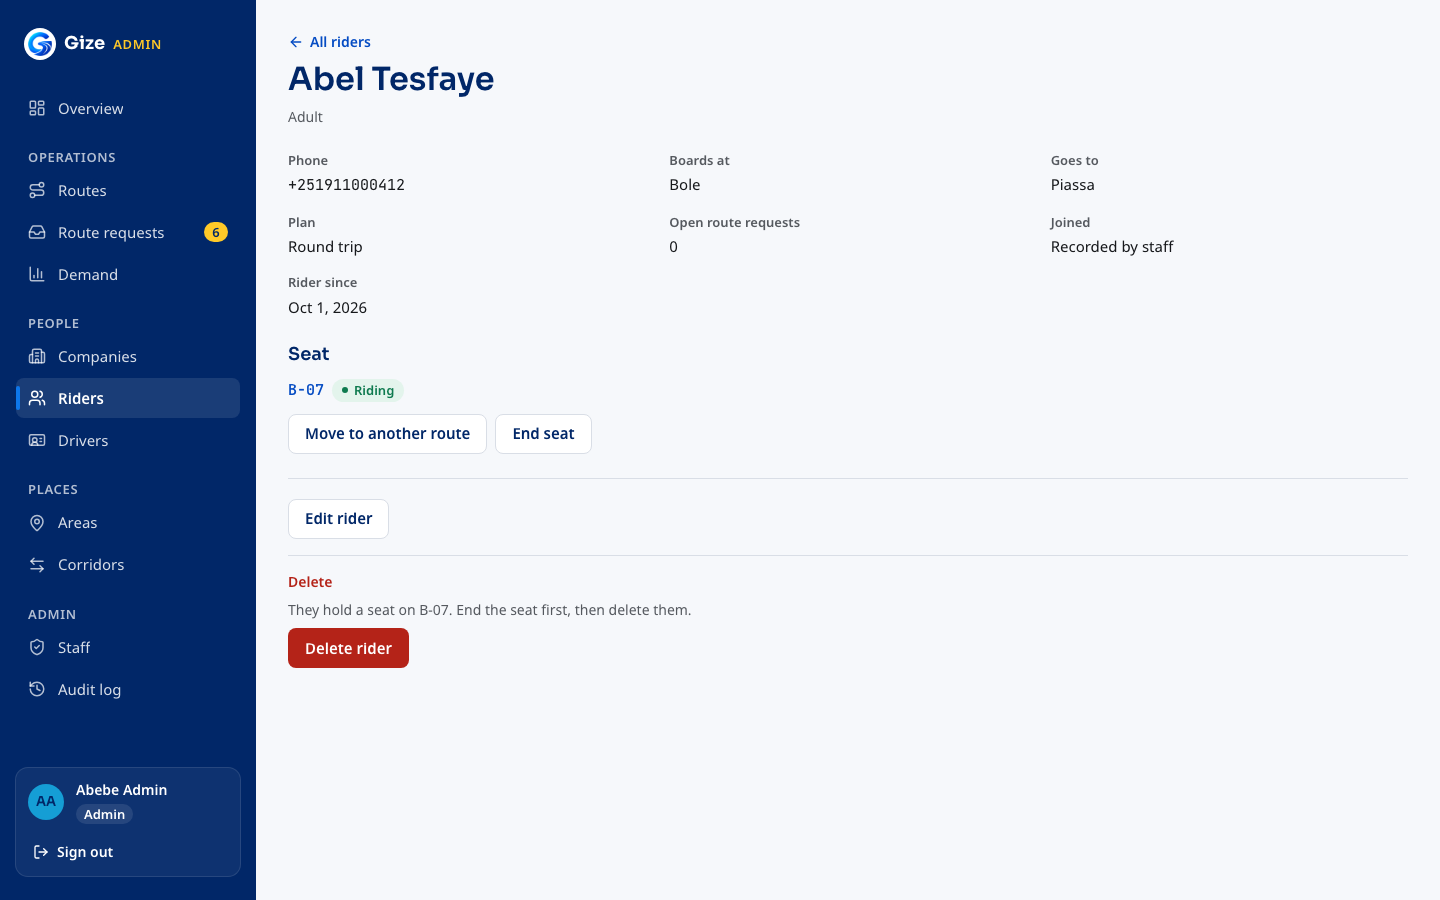 Gize ADMIN
Overview
OPERATIONS
Routes
Route requests 6
Demand
PEOPLE
Companies
Riders
Drivers
PLACES
Areas
Corridors
ADMIN
Staff
Audit log
AA
Abebe Admin
Admin
Sign out
All riders
Abel Tesfaye
Adult
Phone Boards at Goes to
+251911000412 Bole Piassa
Plan Open route requests Joined
Round trip 0 Recorded by staff
Rider since
Oct 1, 2026
Seat
B-07 Riding
Move to another route End seat
Edit rider
Delete
They hold a seat on B-07. End the seat first, then delete them.
Delete rider